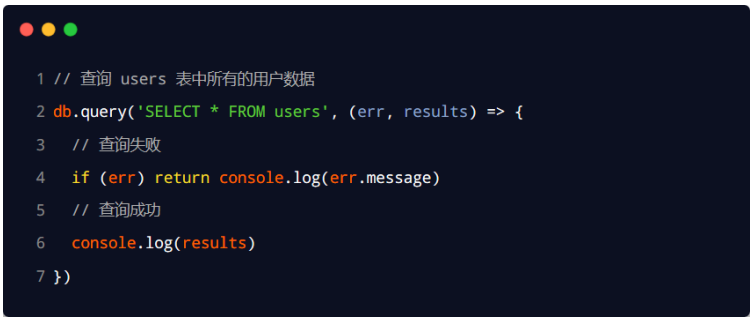 1 // 查询 users 表中所有的用户数据
2 db.query('SELECT * FROM users', (err, results) => {
3   // 查询失败
4   if (err) return console.log(err.message)
5   // 查询成功
6   console.log(results)
7 })